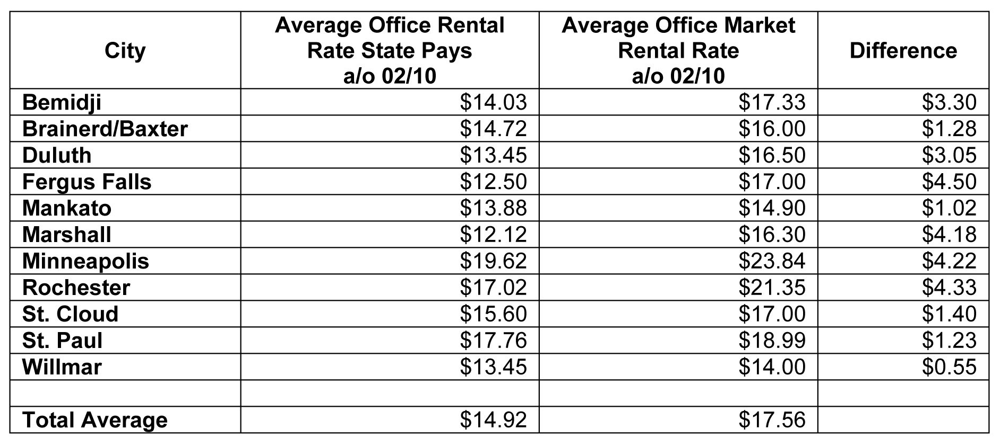 City
Average Office Rental
Rate State Pays
a/o 02/10
Average Office Market
Rental Rate
a/o 02/10
Difference
Bemidji $14.03 $17.33 $3.30
Brainerd/Baxter $14.72 $16.00 $1.28
Duluth $13.45 $16.50 $3.05
Fergus Falls $12.50 $17.00 $4.50
Mankato $13.88 $14.90 $1.02
Marshall $12.12 $16.30 $4.18
Minneapolis $19.62 $23.84 $4.22
Rochester $17.02 $21.35 $4.33
St. Cloud $15.60 $17.00 $1.40
St. Paul $17.76 $18.99 $1.23
Willmar $13.45 $14.00 $0.55
Total Average $14.92 $17.56